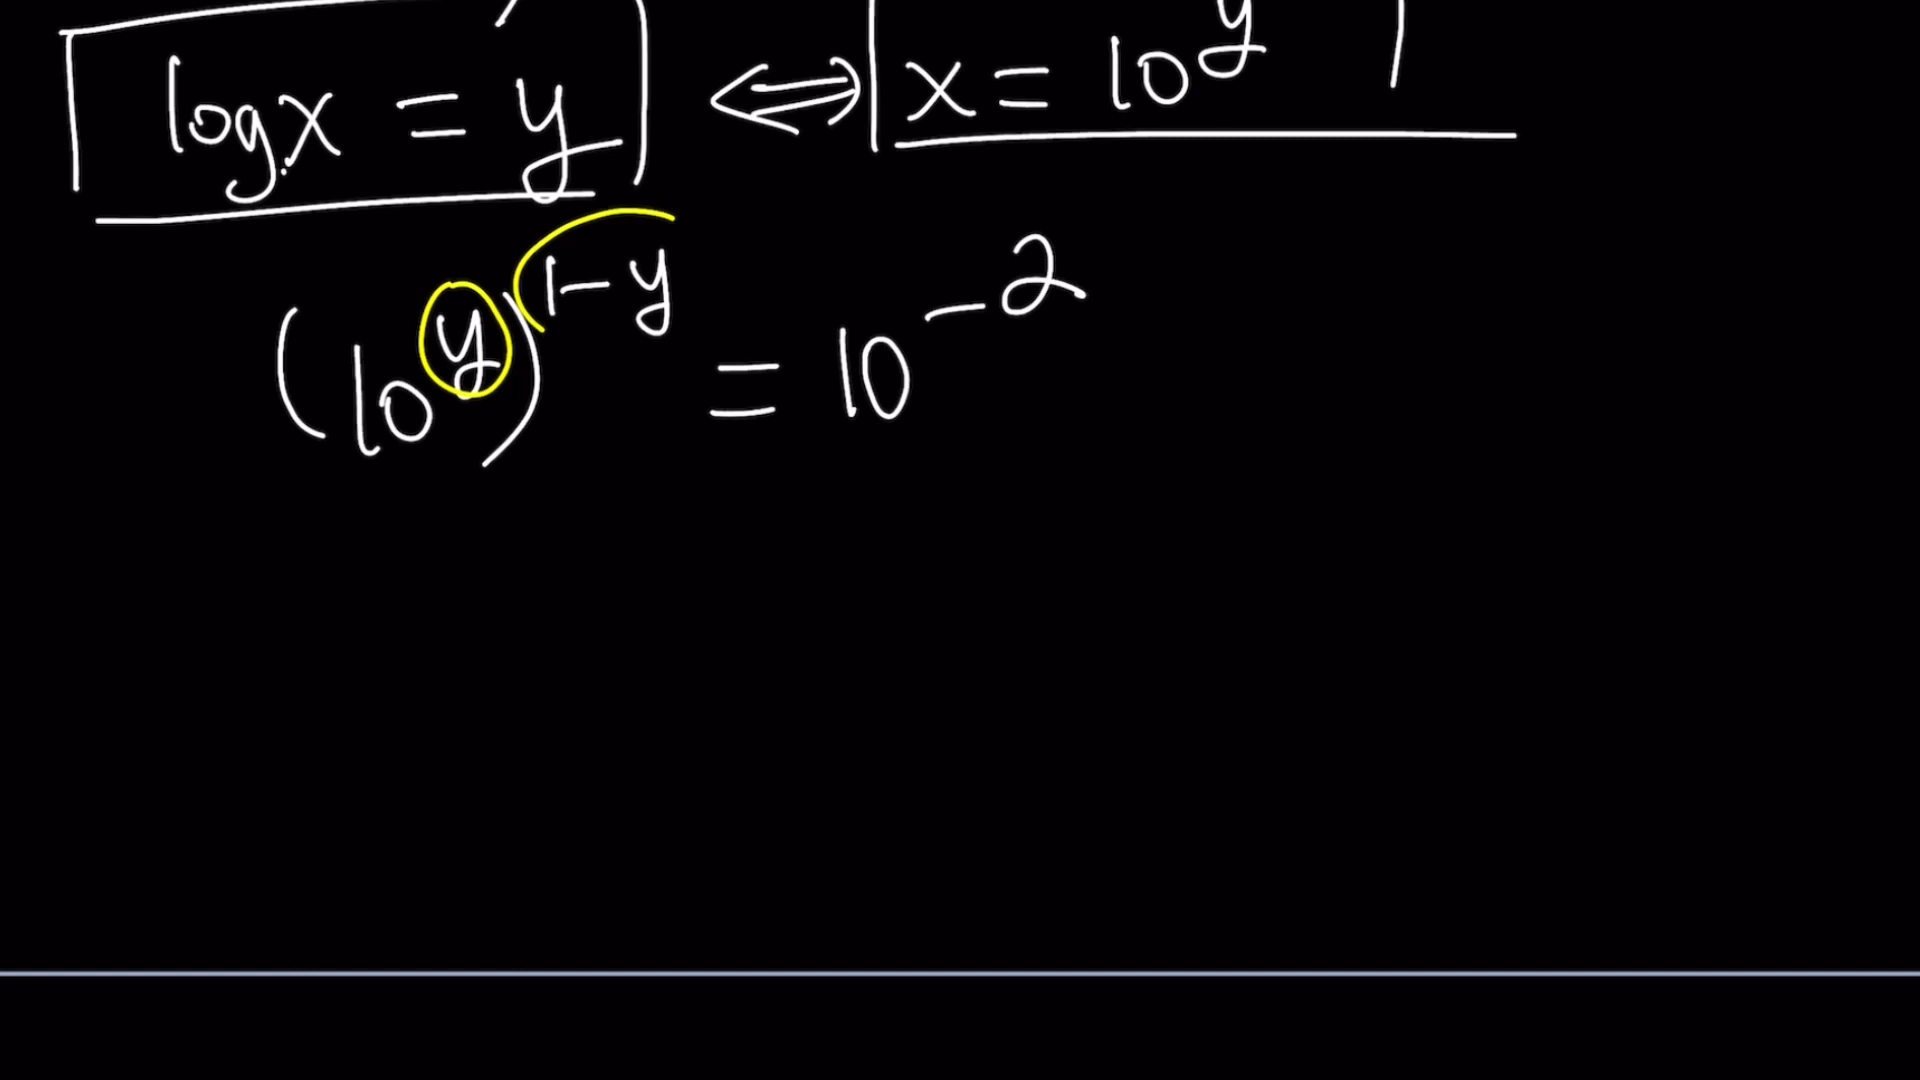 log x = y ⇔ x = 10^y
(10^y)^{1-y} = 10^{-2}